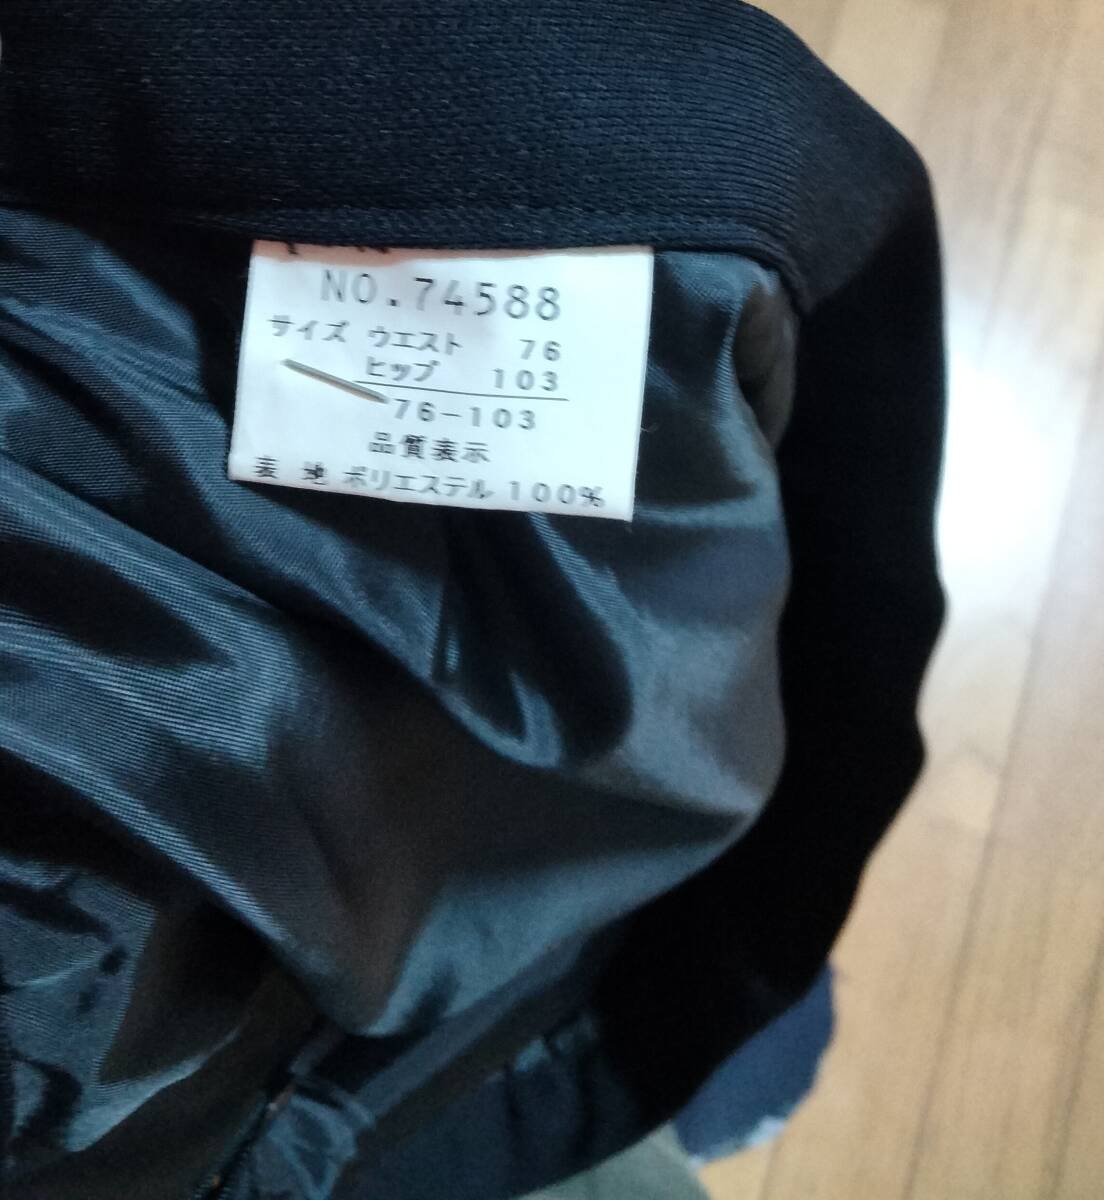 NO.74588
サイズ ウエスト 76
ヒップ 103
76-103
品質表示
表 地 ポリエステル 100%